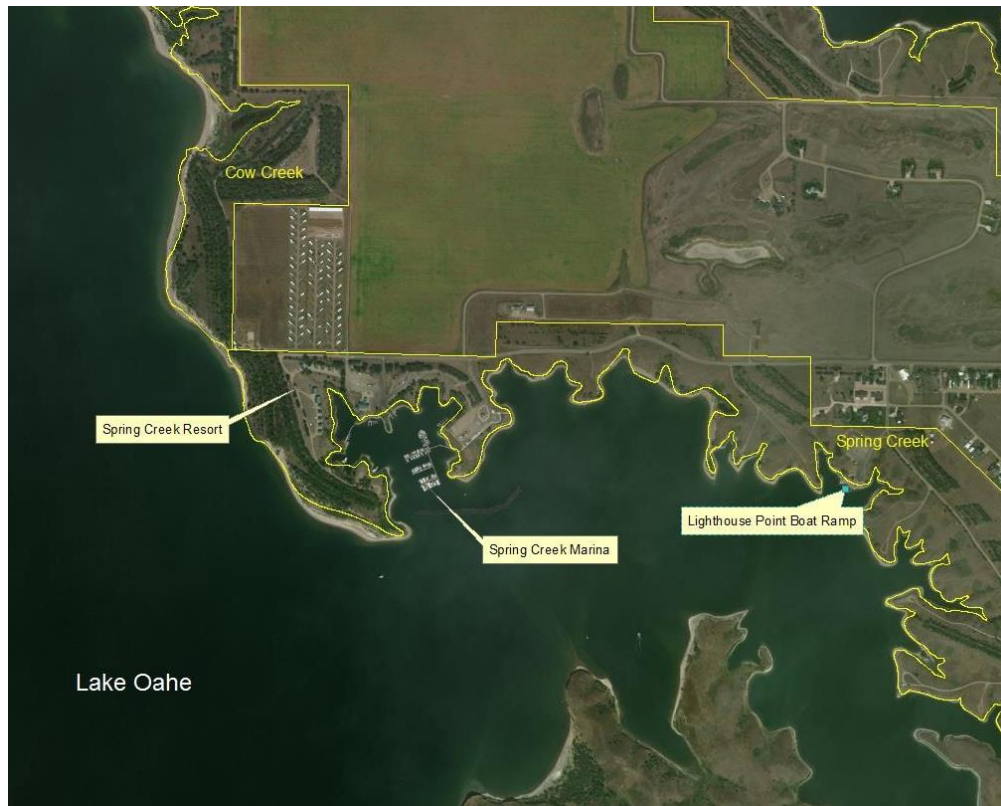 Cow Creek
Spring Creek Resort
Spring Creek
Lighthouse Point Boat Ramp
Spring Creek Marina
Lake Oahe